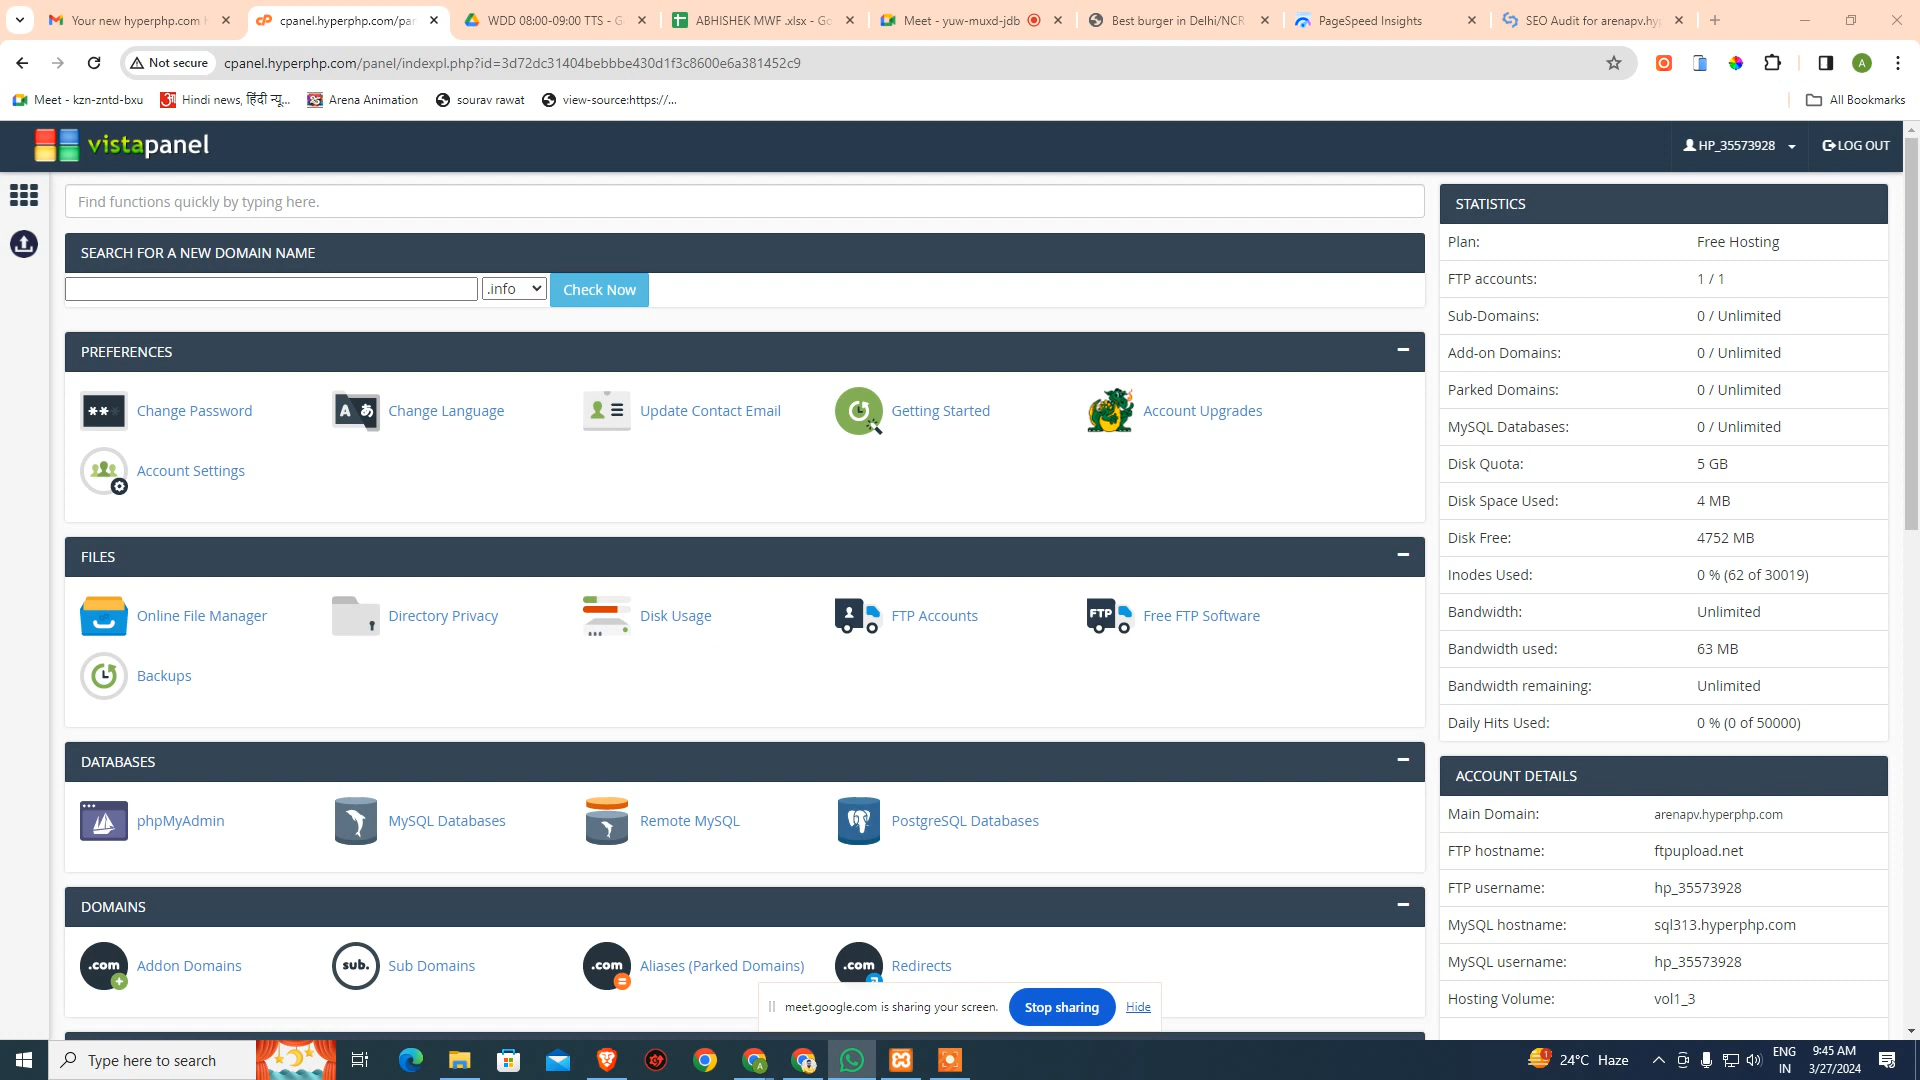 Your new hyperphp.com
cpanel.hyperphp.com/par
WDD 08:00-09:00 TTS - G
ABHISHEK MWF .xlsx - Go
Meet - yuw-muxd-jdb
Best burger in Delhi/NCR
PageSpeed Insights
SEO Audit for arenapv.hyp
Not secure
cpanel.hyperphp.com/panel/indexpl.php?id=3d72dc31404bebbbe430d1f3c8600e6a381452c9
A
Meet - kzn-zntd-bxu
Hindi news, हिंदी न्यू...
Arena Animation
sourav rawat
view-source:https://...
All Bookmarks
vistapanel
HP_35573928
LOG OUT
Find functions quickly by typing here.
SEARCH FOR A NEW DOMAIN NAME
.info
Check Now
PREFERENCES
Change Password
Change Language
Update Contact Email
Getting Started
Account Upgrades
Account Settings
FILES
Online File Manager
Directory Privacy
Disk Usage
FTP Accounts
FTP
Free FTP Software
Backups
DATABASES
phpMyAdmin
MySQL Databases
Remote MySQL
PostgreSQL Databases
DOMAINS
.com
Addon Domains
sub.
Sub Domains
.com
Aliases (Parked Domains)
.com
Redirects
STATISTICS
Plan: Free Hosting
FTP accounts: 1 / 1
Sub-Domains: 0 / Unlimited
Add-on Domains: 0 / Unlimited
Parked Domains: 0 / Unlimited
MySQL Databases: 0 / Unlimited
Disk Quota: 5 GB
Disk Space Used: 4 MB
Disk Free: 4752 MB
Inodes Used: 0 % (62 of 30019)
Bandwidth: Unlimited
Bandwidth used: 63 MB
Bandwidth remaining: Unlimited
Daily Hits Used: 0 % (0 of 50000)
ACCOUNT DETAILS
Main Domain: arenapv.hyperphp.com
FTP hostname: ftpupload.net
FTP username: hp_35573928
MySQL hostname: sql313.hyperphp.com
MySQL username: hp_35573928
Hosting Volume: vol1_3
meet.google.com is sharing your screen.
Stop sharing
Hide
Type here to search
24°C Haze
ENG
IN
9:45 AM
3/27/2024